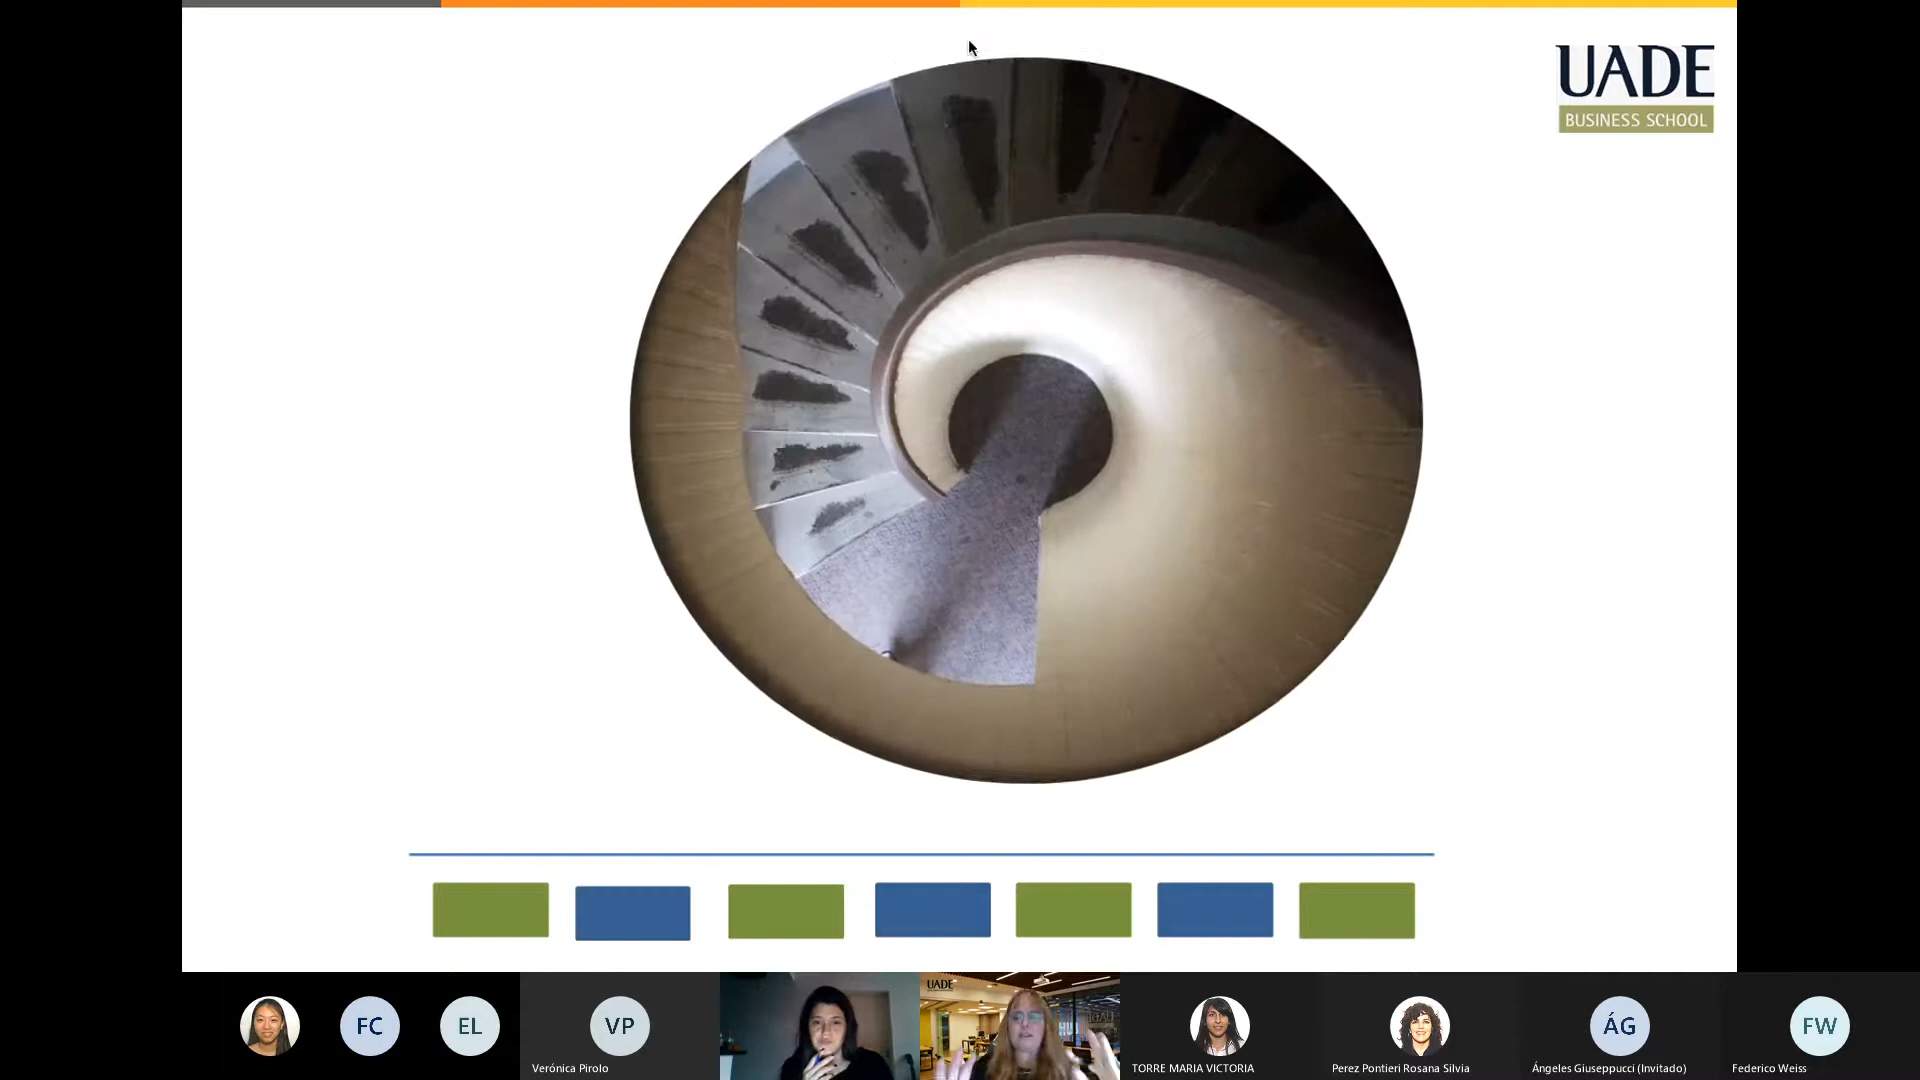 UADE
BUSINESS SCHOOL
FC
EL
VP
Verónica Pirolo
UADE
TORRE MARIA VICTORIA
Perez Pontieri Rosana Silvia
ÁG
Ángeles Giuseppucci (Invitado)
FW
Federico Weiss